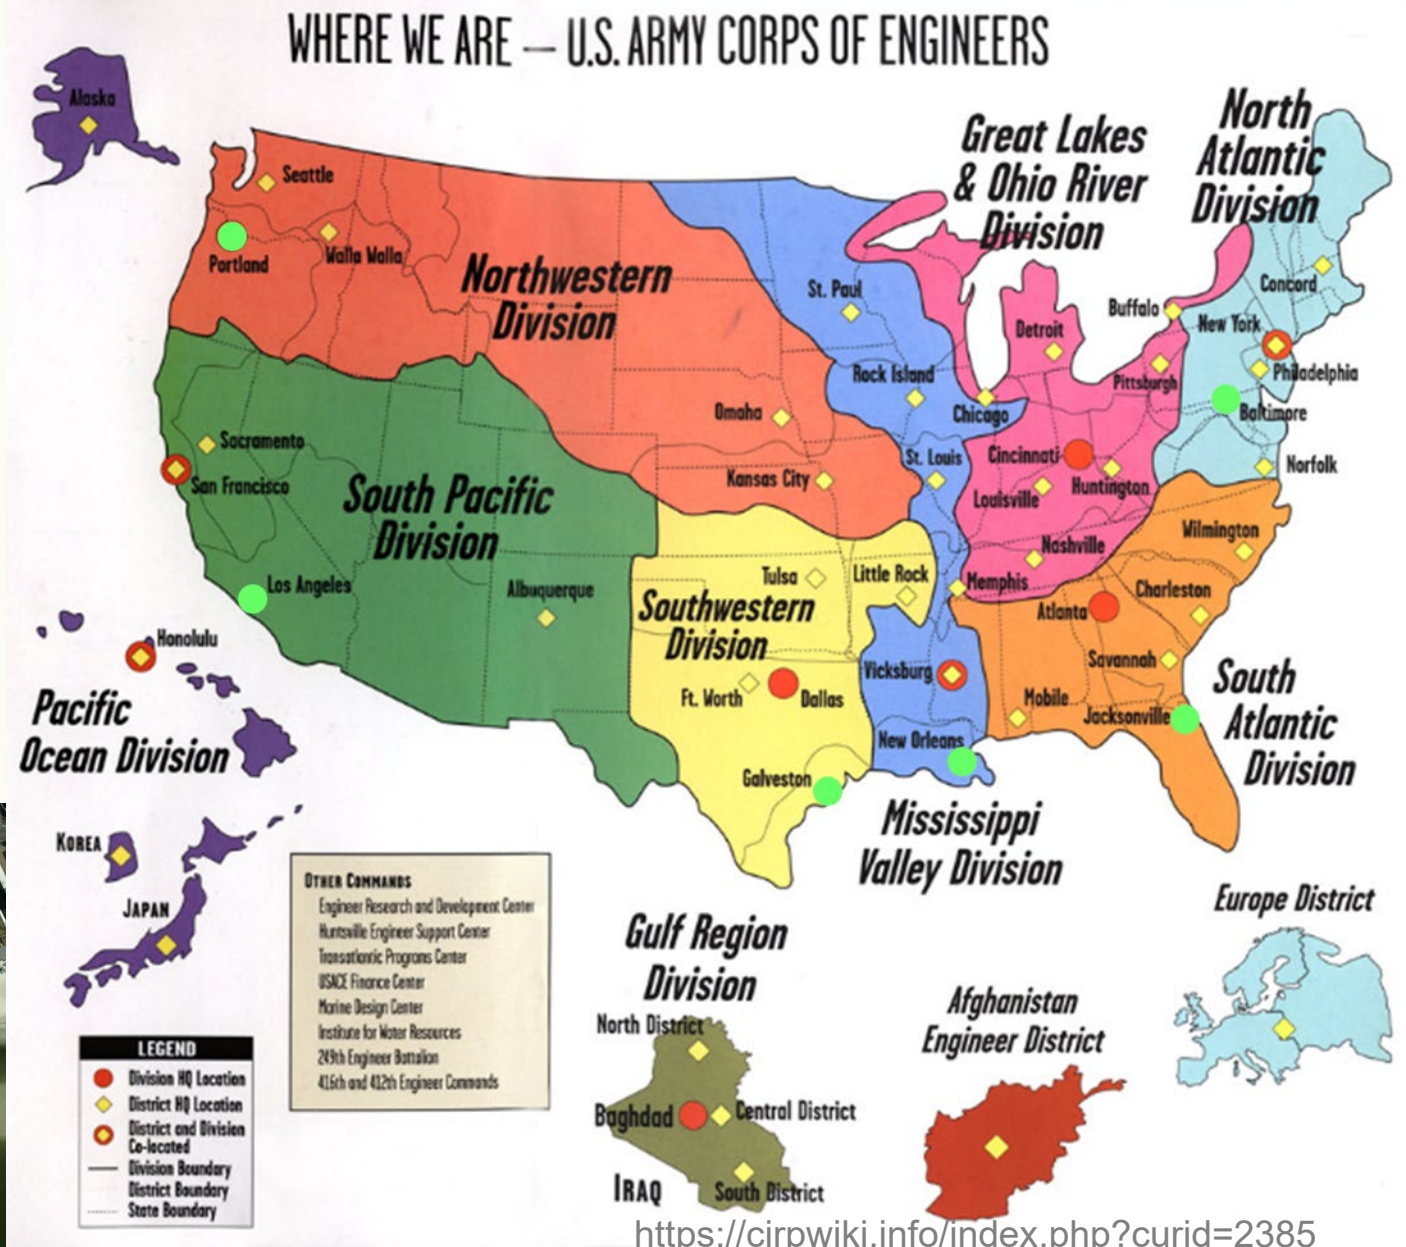 WHERE WE ARE – U.S. ARMY CORPS OF ENGINEERS
Alaska
Seattle
Portland
Walla Walla
Northwestern
Division
Omaha
Kansas City
Great Lakes
& Ohio River
Division
North
Atlantic
Division
St. Paul
Rock Island
Chicago
St. Louis
Detroit
Buffalo
Pittsburgh
Cincinnati
Louisville
Huntington
Nashville
Concord
New York
Philadelphia
Baltimore
Norfolk
Sacramento
San Francisco
South Pacific
Division
Los Angeles
Albuquerque
Tulsa
Little Rock
Southwestern
Division
Ft. Worth
Dallas
Galveston
Memphis
Vicksburg
New Orleans
Mississippi
Valley Division
Wilmington
Charleston
Atlanta
Savannah
Mobile
Jacksonville
South
Atlantic
Division
Honolulu
Pacific
Ocean Division
KOREA
JAPAN
OTHER COMMANDS
Engineer Research and Development Center
Huntsville Engineer Support Center
Transatlantic Programs Center
USACE Finance Center
Marine Design Center
Institute for Water Resources
249th Engineer Battalion
416th and 412th Engineer Commands
LEGEND
Division HQ Location
District HQ Location
District and Division
Co-located
Division Boundary
District Boundary
State Boundary
Gulf Region
Division
North District
Baghdad
Central District
South District
IRAQ
Afghanistan
Engineer District
Europe District
https://cirpwiki.info/index.php?curid=2385